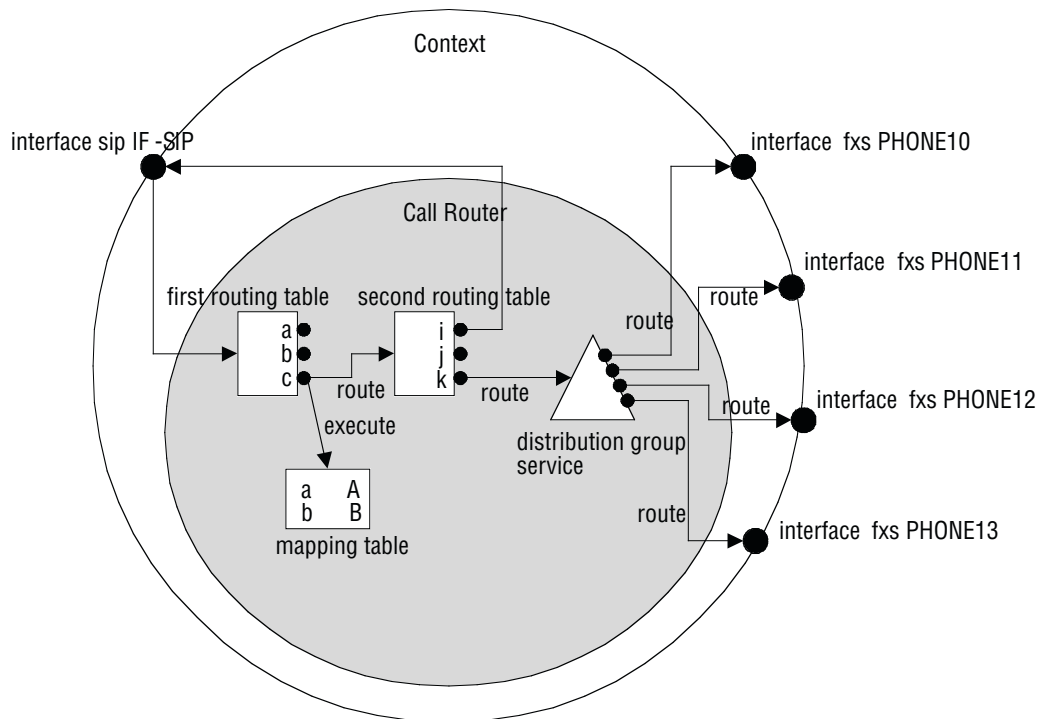 Context
interface sip IF -SIP
interface fxs PHONE10
Call Router
interface fxs PHONE11
first routing table
second routing table
route
route
a
b
c
i
j
k
route
route
execute
route
interface fxs PHONE12
distribution group
service
a A
b B
mapping table
route
interface fxs PHONE13